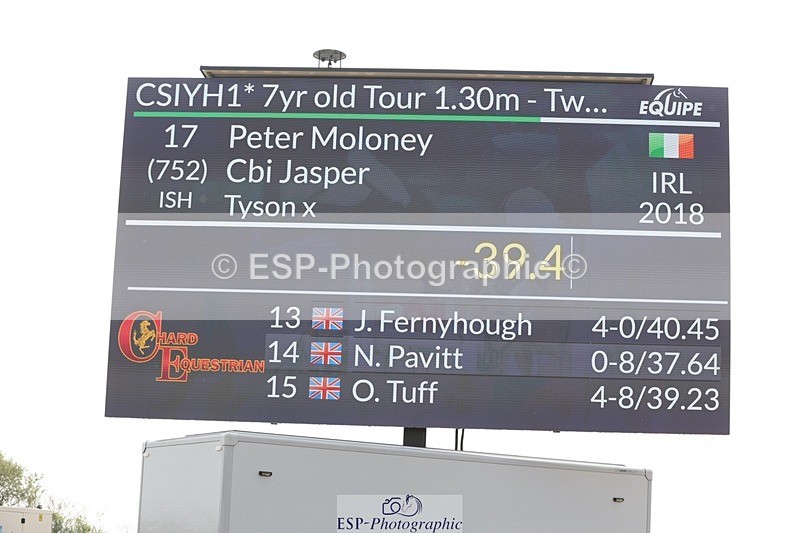 CSIYH1* 7yr old Tour 1.30m - Tw...
EQUIPE
17 Peter Moloney
(752) Cbi Jasper IRL
ISH Tyson x 2018
-39.4
© ESP-Photographic ©
13 J. Fernyhough 4-0/40.45
14 N. Pavitt 0-8/37.64
15 O. Tuff 4-8/39.23
CHARD
EQUESTRIAN
ESP-Photographic